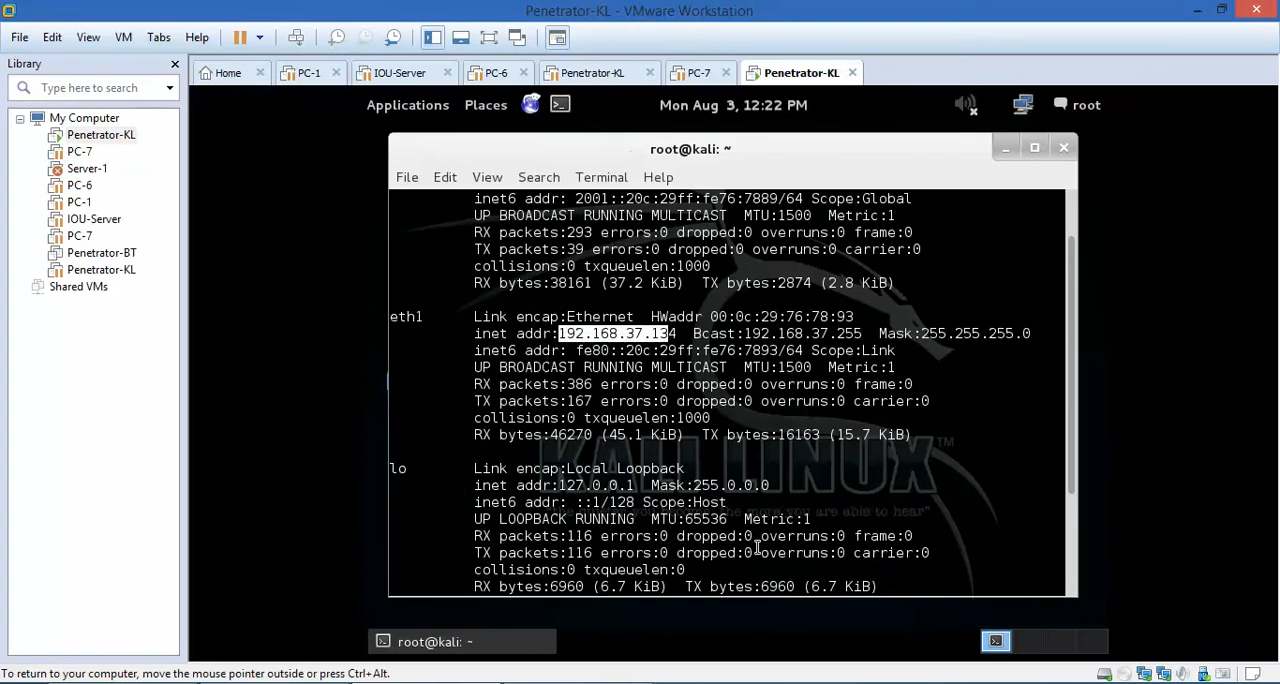 Penetrator-KL - VMware Workstation
File Edit View VM Tabs Help
Library
Type here to search
My Computer
Penetrator-KL
PC-7
Server-1
PC-6
PC-1
IOU-Server
PC-7
Penetrator-BT
Penetrator-KL
Shared VMs
Home PC-1 IOU-Server PC-6 Penetrator-KL PC-7 Penetrator-KL
Applications Places Mon Aug 3, 12:22 PM root
root@kali: ~
File Edit View Search Terminal Help
inet6 addr: 2001::20c:29ff:fe76:7889/64 Scope:Global
UP BROADCAST RUNNING MULTICAST MTU:1500 Metric:1
RX packets:293 errors:0 dropped:0 overruns:0 frame:0
TX packets:39 errors:0 dropped:0 overruns:0 carrier:0
collisions:0 txqueuelen:1000
RX bytes:38161 (37.2 KiB) TX bytes:2874 (2.8 KiB)
eth1 Link encap:Ethernet HWaddr 00:0c:29:76:78:93
inet addr:192.168.37.134 Bcast:192.168.37.255 Mask:255.255.255.0
inet6 addr: fe80::20c:29ff:fe76:7893/64 Scope:Link
UP BROADCAST RUNNING MULTICAST MTU:1500 Metric:1
RX packets:386 errors:0 dropped:0 overruns:0 frame:0
TX packets:167 errors:0 dropped:0 overruns:0 carrier:0
collisions:0 txqueuelen:1000
RX bytes:46270 (45.1 KiB) TX bytes:16163 (15.7 KiB)
lo Link encap:Local Loopback
inet addr:127.0.0.1 Mask:255.0.0.0
inet6 addr: ::1/128 Scope:Host
UP LOOPBACK RUNNING MTU:65536 Metric:1
RX packets:116 errors:0 dropped:0 overruns:0 frame:0
TX packets:116 errors:0 dropped:0 overruns:0 carrier:0
collisions:0 txqueuelen:0
RX bytes:6960 (6.7 KiB) TX bytes:6960 (6.7 KiB)
KALI LINUX™
the more you are able to hear"
root@kali: ~
To return to your computer, move the mouse pointer outside or press Ctrl+Alt.